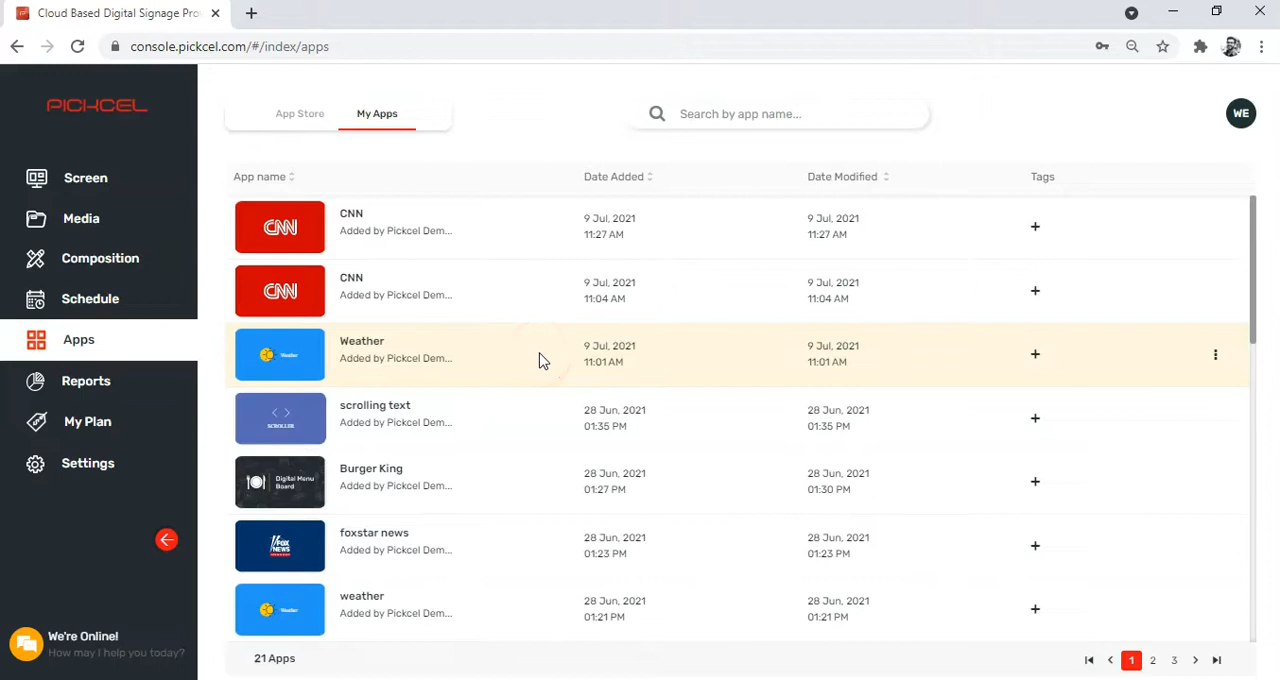 Cloud Based Digital Signage Prov
console.pickcel.com/#/index/apps
PICKCEL
Screen
Media
Composition
Schedule
Apps
Reports
My Plan
Settings
We're Online!
How may I help you today?
App Store
My Apps
Search by app name...
WE
App name
Date Added
Date Modified
Tags
CNN
CNN
Added by Pickcel Dem...
9 Jul, 2021
11:27 AM
9 Jul, 2021
11:27 AM
+
CNN
CNN
Added by Pickcel Dem...
9 Jul, 2021
11:04 AM
9 Jul, 2021
11:04 AM
+
Weather
Weather
Added by Pickcel Dem...
9 Jul, 2021
11:01 AM
9 Jul, 2021
11:01 AM
+
SCROLLER
scrolling text
Added by Pickcel Dem...
28 Jun, 2021
01:35 PM
28 Jun, 2021
01:35 PM
+
Digital Menu
Board
Burger King
Added by Pickcel Dem...
28 Jun, 2021
01:27 PM
28 Jun, 2021
01:30 PM
+
FOX
NEWS
foxstar news
Added by Pickcel Dem...
28 Jun, 2021
01:23 PM
28 Jun, 2021
01:23 PM
+
Weather
weather
Added by Pickcel Dem...
28 Jun, 2021
01:21 PM
28 Jun, 2021
01:21 PM
+
21 Apps
1 2 3